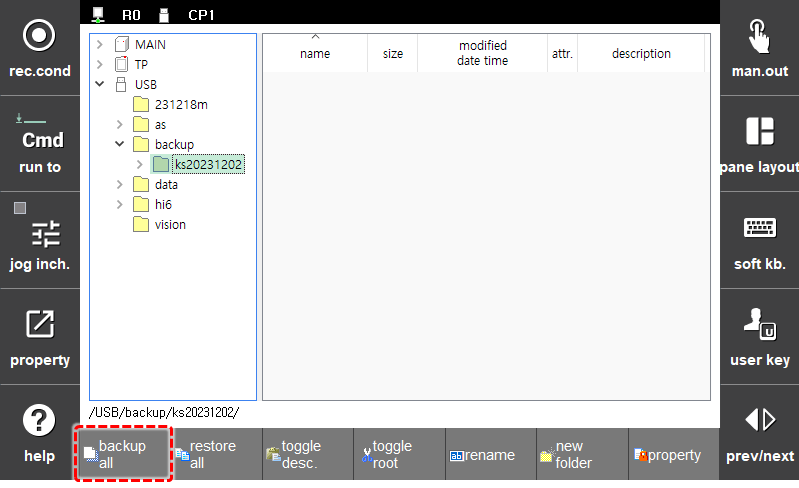 R0
CP1
rec.cond
Cmd
run to
jog inch.
property
help
MAIN
TP
USB
231218m
as
backup
ks20231202
data
hi6
vision
name
size
modified
date time
attr.
description
/USB/backup/ks20231202/
man.out
pane layout
soft kb.
U
user key
prev/next
backup
all
restore
all
toggle
desc.
toggle
root
ab
rename
new
folder
property